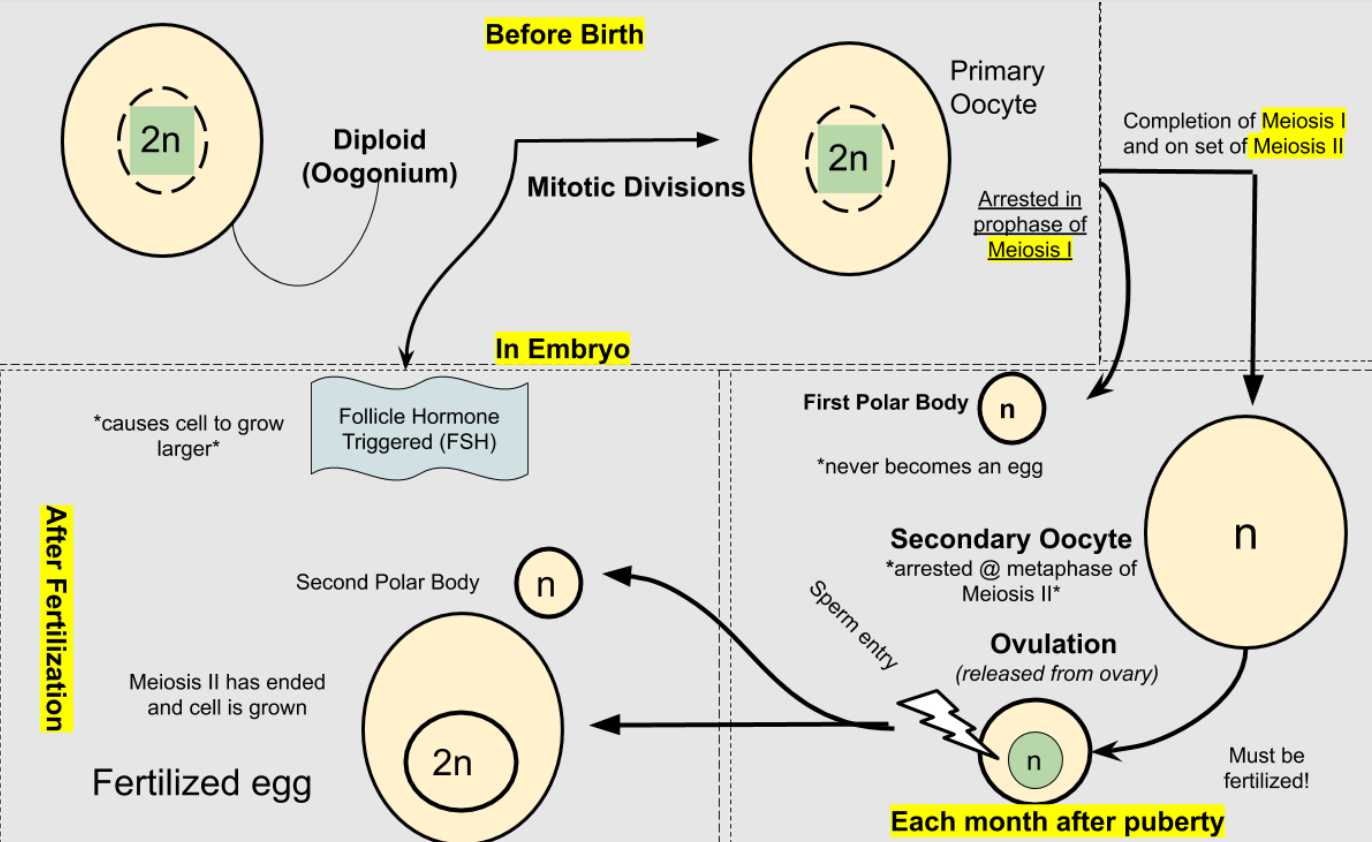 Before Birth
2n
Diploid
(Oogonium)
Mitotic Divisions
2n
Primary
Oocyte
Arrested in
prophase of
Meiosis I
Completion of Meiosis I
and on set of Meiosis II
In Embryo
*causes cell to grow
larger*
Follicle Hormone
Triggered (FSH)
First Polar Body
n
*never becomes an egg
n
Secondary Oocyte
*arrested @ metaphase of
Meiosis II*
Sperm entry
Ovulation
(released from ovary)
n
Must be
fertilized!
Each month after puberty
After Fertilization
Second Polar Body
n
Meiosis II has ended
and cell is grown
2n
Fertilized egg